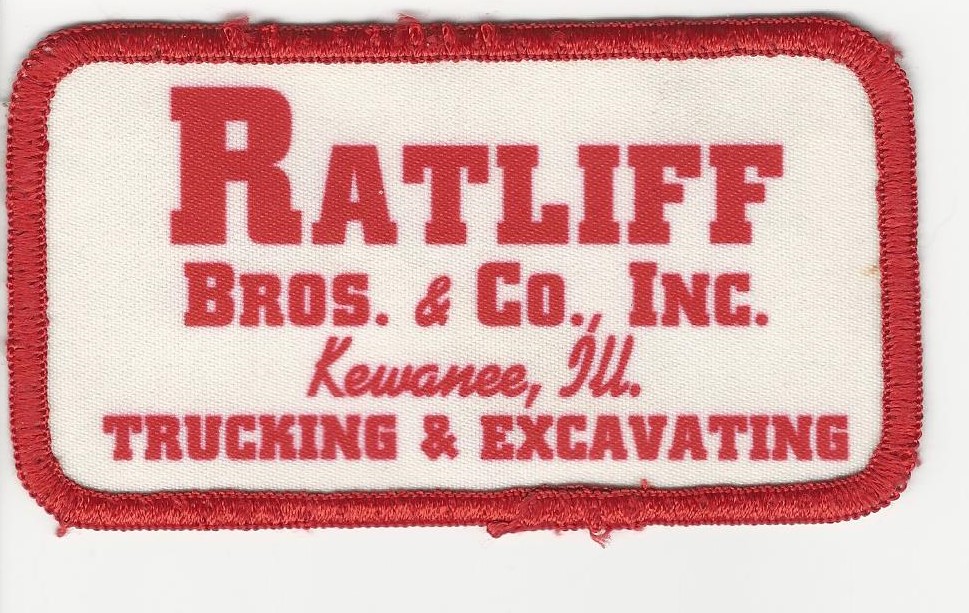 RATLIFF
BROS. & CO., INC.
Kewanee, Ill.
TRUCKING & EXCAVATING